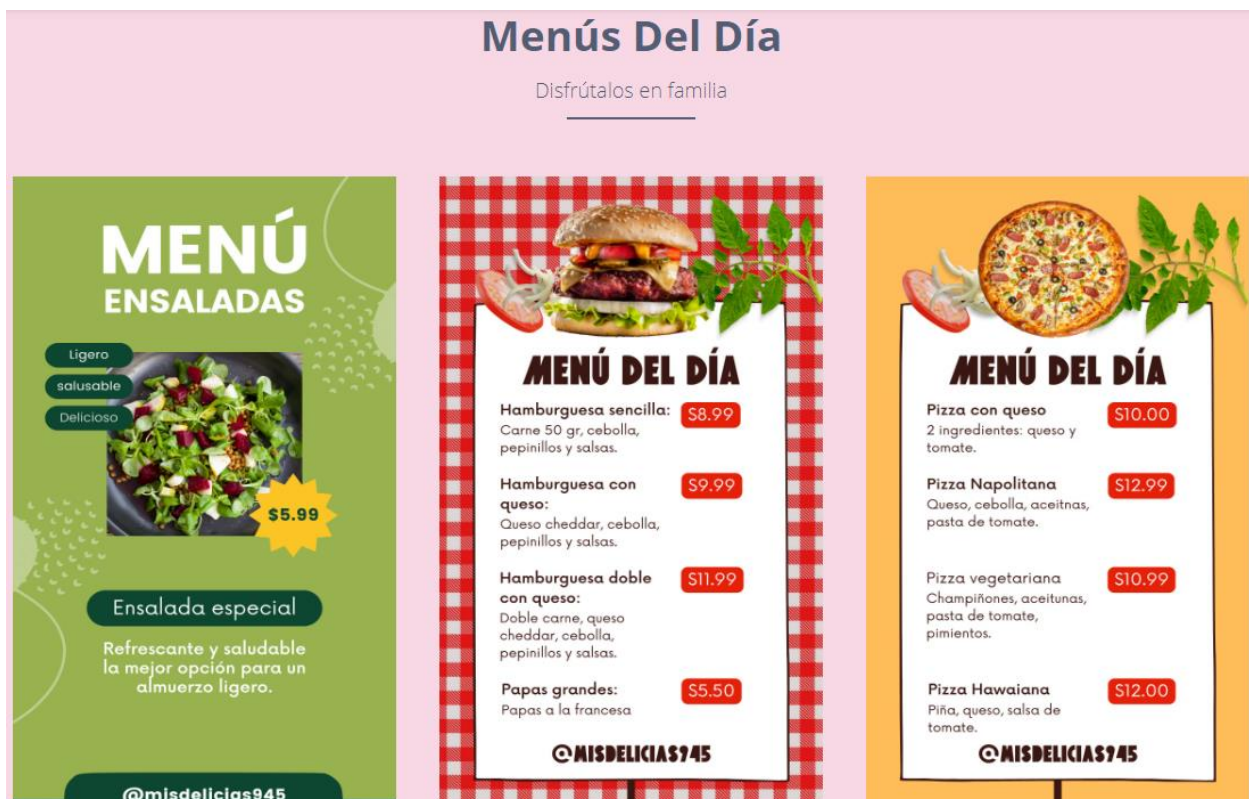 Menús Del Día
Disfrútalos en familia
MENÚ
ENSALADAS
Ligero
salusable
Delicioso
$5.99
Ensalada especial
Refrescante y saludable
la mejor opción para un
almuerzo ligero.
@misdelicias945
MENÚ DEL DÍA
Hamburguesa sencilla: $8.99
Carne 50 gr, cebolla,
pepinillos y salsas.
Hamburguesa con $9.99
queso:
Queso cheddar, cebolla,
pepinillos y salsas.
Hamburguesa doble $11.99
con queso:
Doble carne, queso
cheddar, cebolla,
pepinillos y salsas.
Papas grandes: $5.50
Papas a la francesa
@MISDELICIAS945
MENÚ DEL DÍA
Pizza con queso $10.00
2 ingredientes: queso y
tomate.
Pizza Napolitana $12.99
Queso, cebolla, aceitnas,
pasta de tomate.
Pizza vegetariana $10.99
Champiñones, aceitunas,
pasta de tomate,
pimientos.
Pizza Hawaiana $12.00
Piña, queso, salsa de
tomate.
@MISDELICIAS945